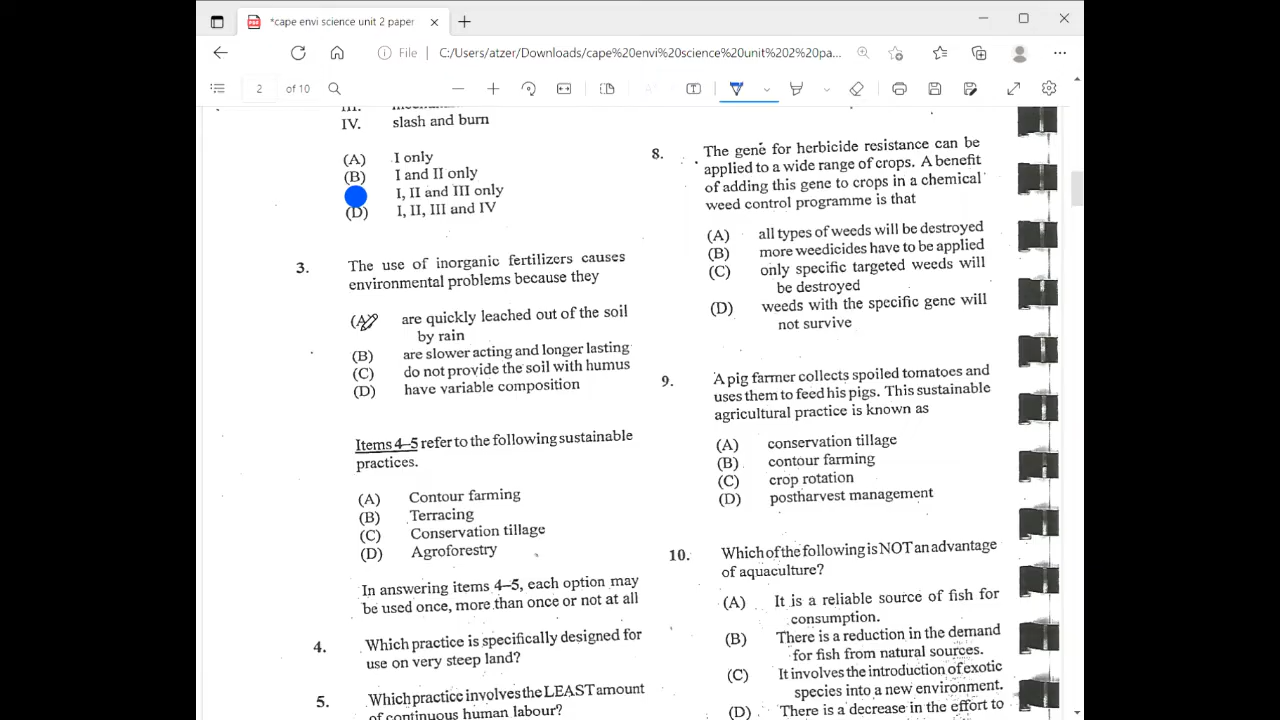 *cape envi science unit 2 paper
File
C:/Users/atzer/Downloads/cape%20envi%20science%20unit%202%20pa...
2 of 10
IV. slash and burn
(A) I only
(B) I and II only
I, II and III only
(D) I, II, III and IV
3. The use of inorganic fertilizers causes
environmental problems because they
(A) are quickly leached out of the soil
by rain
(B) are slower acting and longer lasting
(C) do not provide the soil with humus
(D) have variable composition
Items 4–5 refer to the following sustainable
practices.
(A) Contour farming
(B) Terracing
(C) Conservation tillage
(D) Agroforestry
In answering items 4–5, each option may
be used once, more than once or not at all
4. Which practice is specifically designed for
use on very steep land?
5. Which practice involves the LEAST amount
of continuous human labour?
8. The gene for herbicide resistance can be
applied to a wide range of crops. A benefit
of adding this gene to crops in a chemical
weed control programme is that
(A) all types of weeds will be destroyed
(B) more weedicides have to be applied
(C) only specific targeted weeds will
be destroyed
(D) weeds with the specific gene will
not survive
9. A pig farmer collects spoiled tomatoes and
uses them to feed his pigs. This sustainable
agricultural practice is known as
(A) conservation tillage
(B) contour farming
(C) crop rotation
(D) postharvest management
10. Which of the following is NOT an advantage
of aquaculture?
(A) It is a reliable source of fish for
consumption.
(B) There is a reduction in the demand
for fish from natural sources.
(C) It involves the introduction of exotic
species into a new environment.
(D) There is a decrease in the effort to